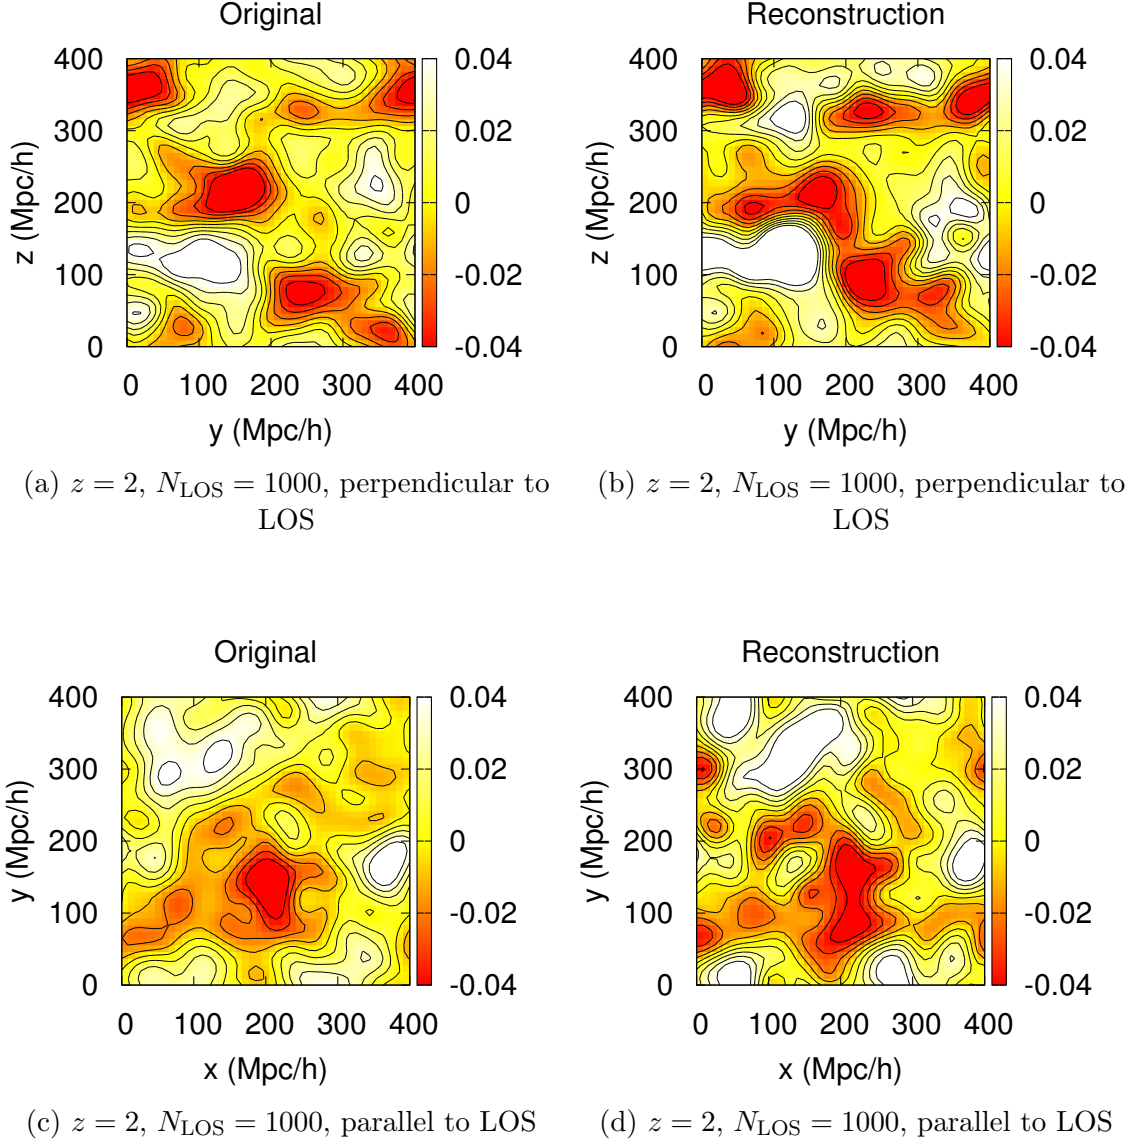 Original
Reconstruction
400
300
200
100
0
z (Mpc/h)
0 100 200 300 400
y (Mpc/h)
0.04
0.02
0
-0.02
-0.04
400
300
200
100
0
z (Mpc/h)
0 100 200 300 400
y (Mpc/h)
0.04
0.02
0
-0.02
-0.04
(a) z = 2, N_LOS = 1000, perpendicular to
LOS
(b) z = 2, N_LOS = 1000, perpendicular to
LOS
Original
Reconstruction
400
300
200
100
0
y (Mpc/h)
0 100 200 300 400
x (Mpc/h)
0.04
0.02
0
-0.02
-0.04
400
300
200
100
0
y (Mpc/h)
0 100 200 300 400
x (Mpc/h)
0.04
0.02
0
-0.02
-0.04
(c) z = 2, N_LOS = 1000, parallel to LOS
(d) z = 2, N_LOS = 1000, parallel to LOS